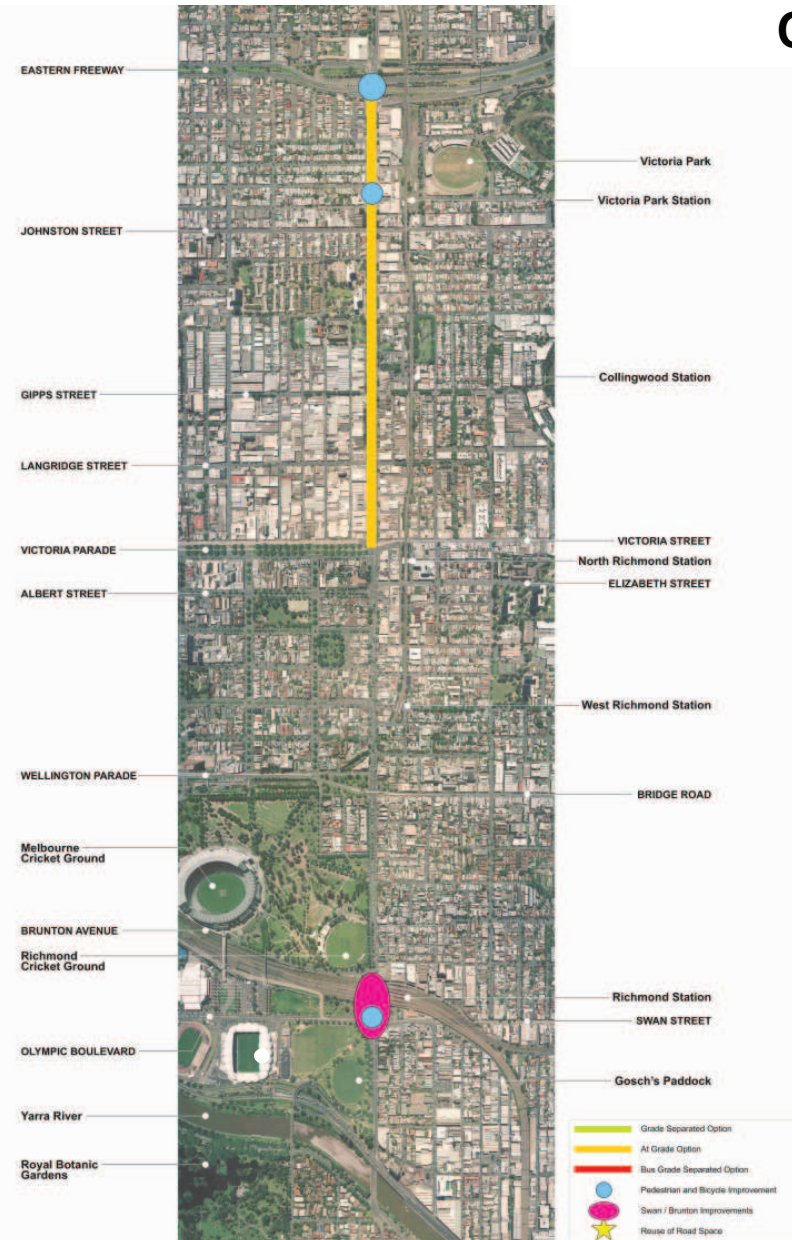 EASTERN FREEWAY
JOHNSTON STREET
GIPPS STREET
LANGRIDGE STREET
VICTORIA PARADE
ALBERT STREET
WELLINGTON PARADE
Melbourne
Cricket Ground
BRUNTON AVENUE
Richmond
Cricket Ground
OLYMPIC BOULEVARD
Yarra River
Royal Botanic
Gardens
Victoria Park
Victoria Park Station
Collingwood Station
VICTORIA STREET
North Richmond Station
ELIZABETH STREET
West Richmond Station
BRIDGE ROAD
Richmond Station
SWAN STREET
Gosch's Paddock
Grade Separated Option
At Grade Option
Bus Grade Separated Option
Pedestrian and Bicycle Improvement
Swan / Brunton Improvements
Reuse of Road Space